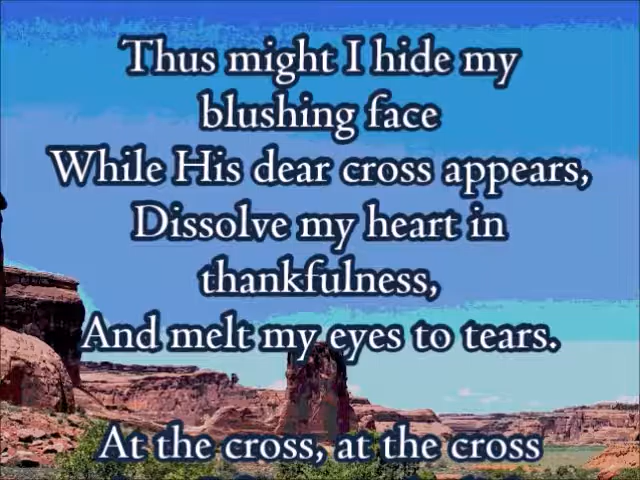 Thus might I hide my
blushing face
While His dear cross appears,
Dissolve my heart in
thankfulness,
And melt my eyes to tears.
At the cross, at the cross